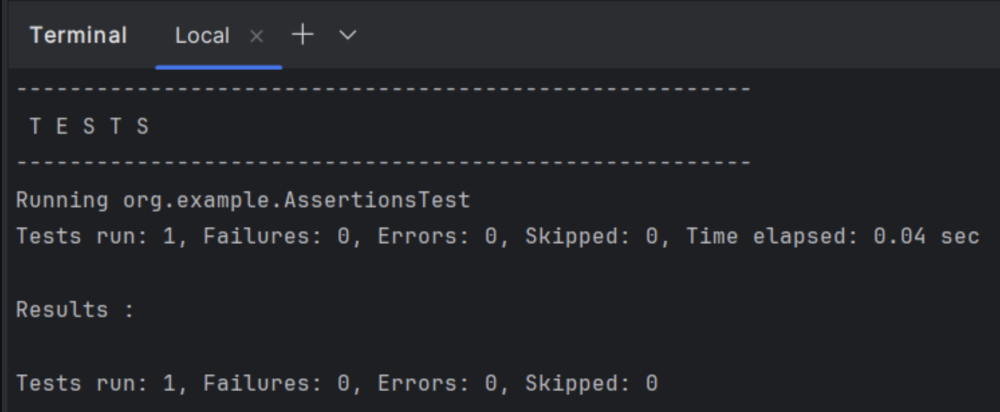 Terminal Local × +
-------------------------------------------------------
T E S T S
-------------------------------------------------------
Running org.example.AssertionsTest
Tests run: 1, Failures: 0, Errors: 0, Skipped: 0, Time elapsed: 0.04 sec
Results :
Tests run: 1, Failures: 0, Errors: 0, Skipped: 0